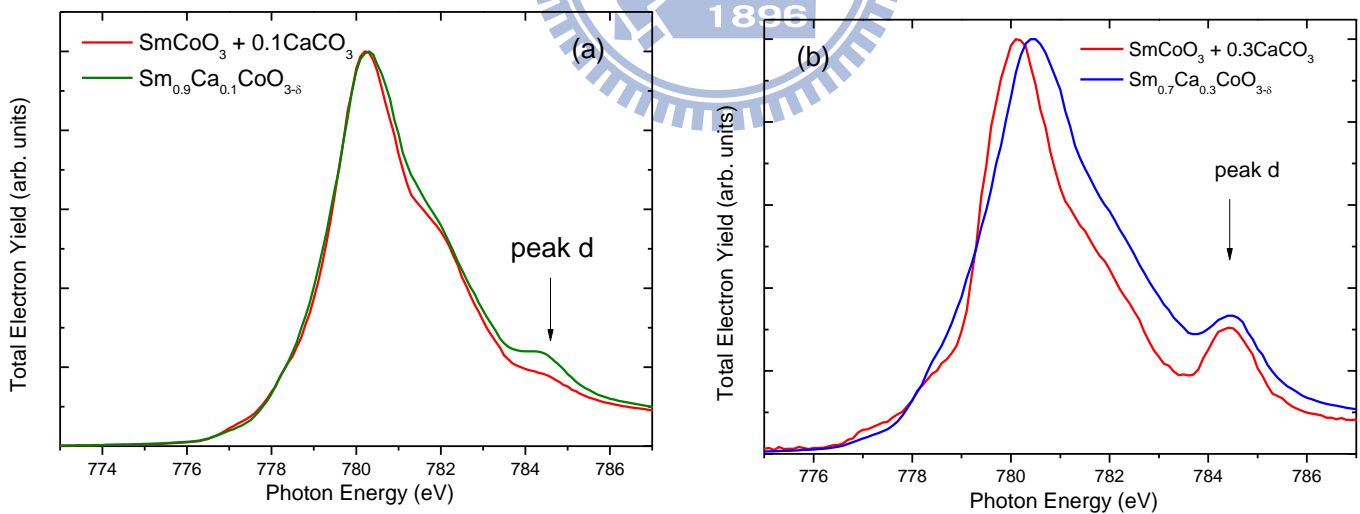 1896
SmCoO₃ + 0.1CaCO₃
Sm₀.₉Ca₀.₁CoO₃₋δ
(a)
peak d
Total Electron Yield (arb. units)
774 776 778 780 782 784 786
Photon Energy (eV)
(b)
SmCoO₃ + 0.3CaCO₃
Sm₀.₇Ca₀.₃CoO₃₋δ
peak d
Total Electron Yield (arb. units)
776 778 780 782 784 786
Photon Energy (eV)